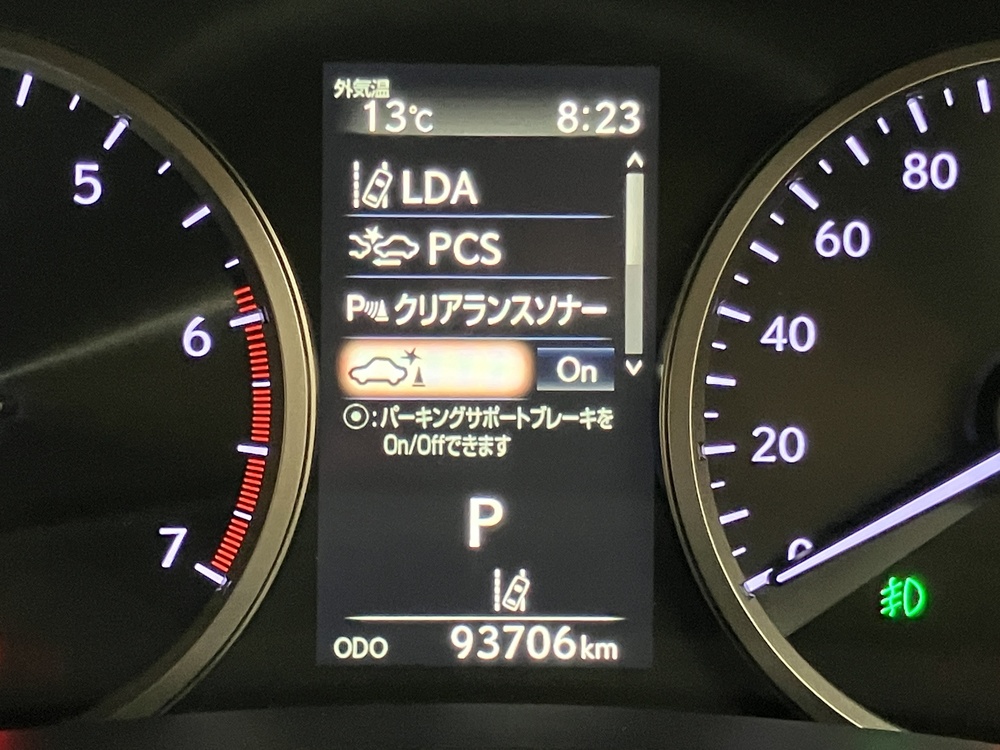 外気温
13℃ 8:23
LDA
PCS
Pクリアランスソナー
On
:パーキングサポートブレーキを
On/Offできます
P
ODO 93706km
5
6
7
80
60
40
20
0